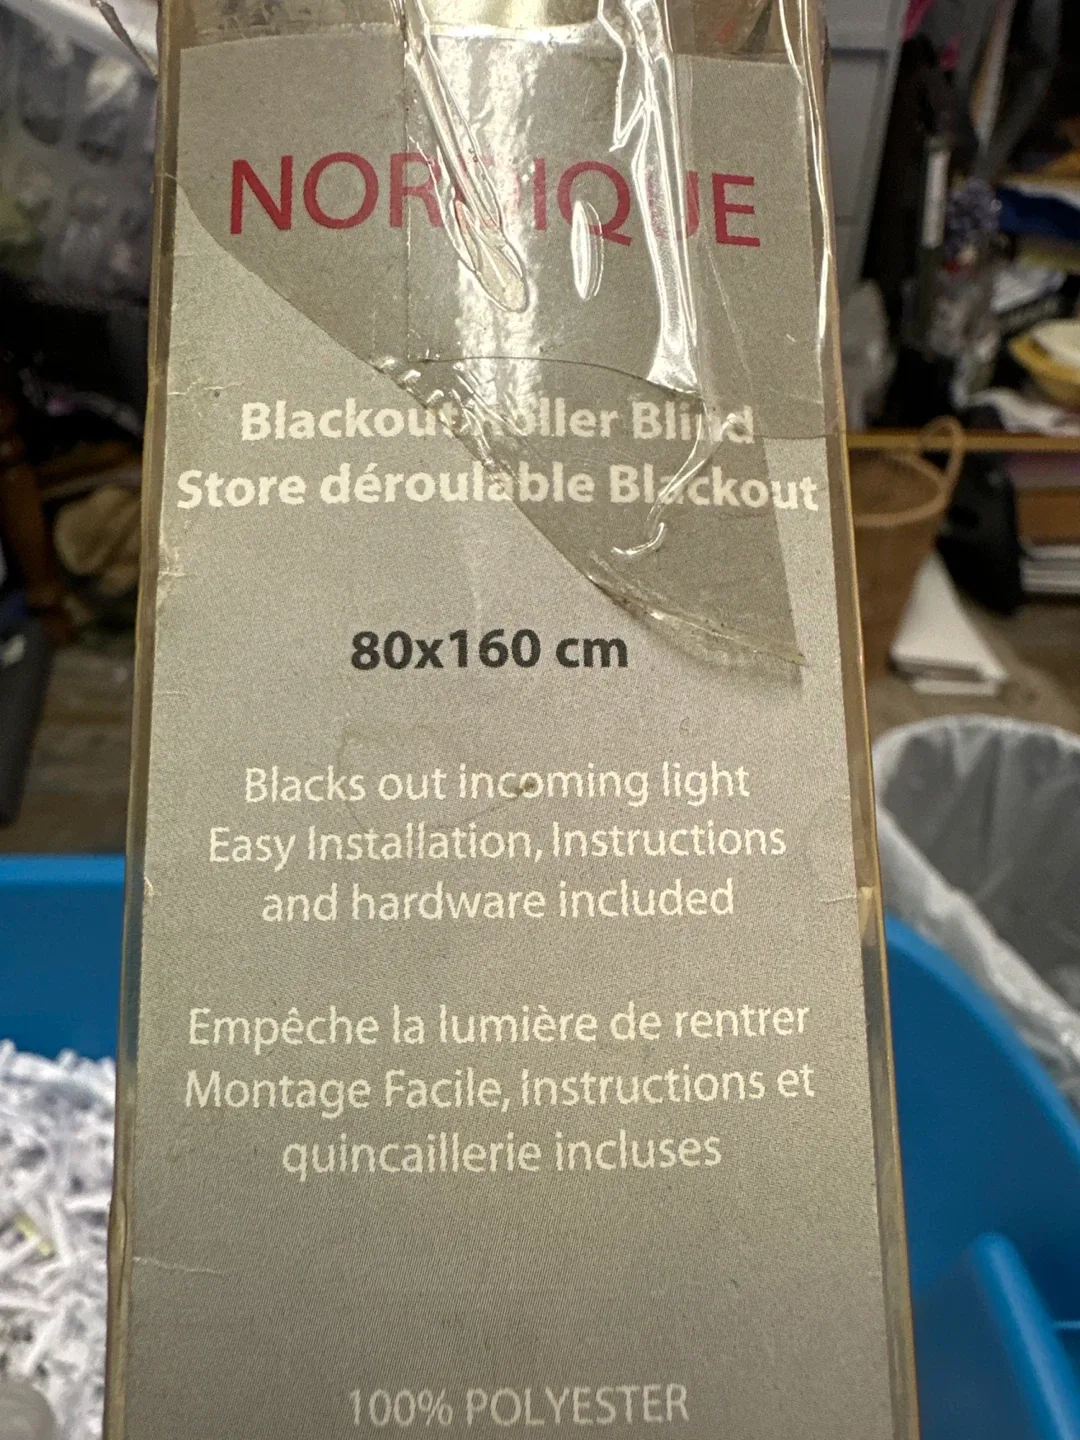 NORDIQUE
Blackout Roller Blind
Store déroulable Blackout
80x160 cm
Blacks out incoming light
Easy Installation, Instructions
and hardware included
Empêche la lumière de rentrer
Montage Facile, Instructions et
quincaillerie incluses
100% POLYESTER